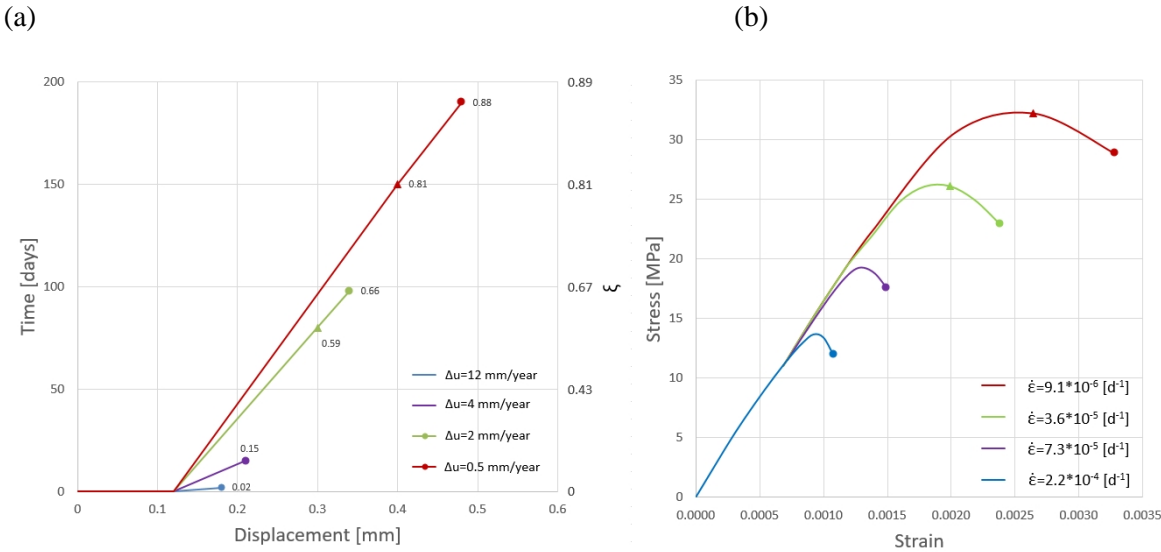 (a)
(b)
200
150
100
50
0
Time [days]
0
0.1
0.2
0.3
0.4
0.5
0.6
Displacement [mm]
0.89
0.81
0.67
0.43
0
ξ
0.88
0.81
0.66
0.59
0.15
0.02
Δu=12 mm/year
Δu=4 mm/year
Δu=2 mm/year
Δu=0.5 mm/year
35
30
25
20
15
10
5
0
Stress [MPa]
0.0000
0.0005
0.0010
0.0015
0.0020
0.0025
0.0030
0.0035
Strain
ε̇=9.1*10⁻⁶ [d⁻¹]
ε̇=3.6*10⁻⁵ [d⁻¹]
ε̇=7.3*10⁻⁵ [d⁻¹]
ε̇=2.2*10⁻⁴ [d⁻¹]